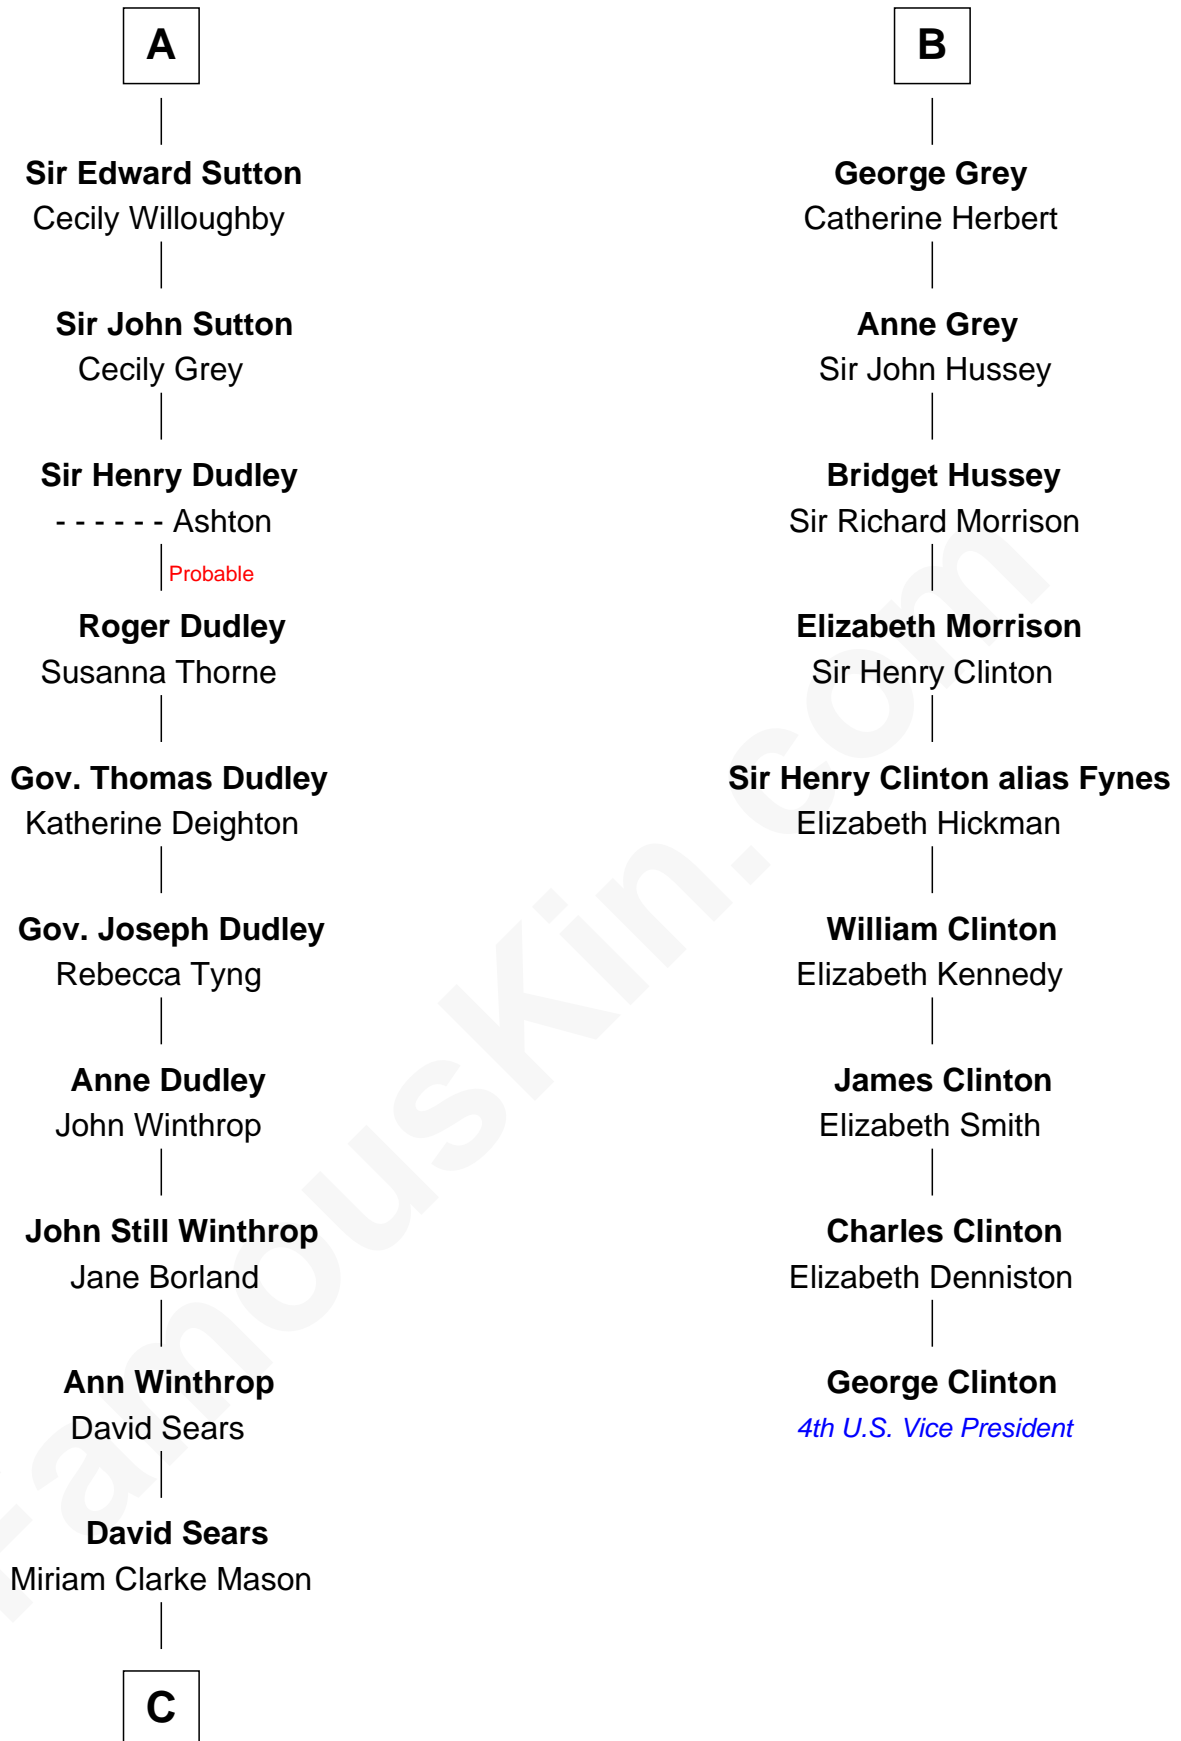 A
Sir Edward Sutton
Cecily Willoughby
Sir John Sutton
Cecily Grey
Sir Henry Dudley
- - - - - - Ashton
Probable
Roger Dudley
Susanna Thorne
Gov. Thomas Dudley
Katherine Deighton
Gov. Joseph Dudley
Rebecca Tyng
Anne Dudley
John Winthrop
John Still Winthrop
Jane Borland
Ann Winthrop
David Sears
David Sears
Miriam Clarke Mason
C
B
George Grey
Catherine Herbert
Anne Grey
Sir John Hussey
Bridget Hussey
Sir Richard Morrison
Elizabeth Morrison
Sir Henry Clinton
Sir Henry Clinton alias Fynes
Elizabeth Hickman
William Clinton
Elizabeth Kennedy
James Clinton
Elizabeth Smith
Charles Clinton
Elizabeth Denniston
George Clinton
4th U.S. Vice President
FamousKin.com